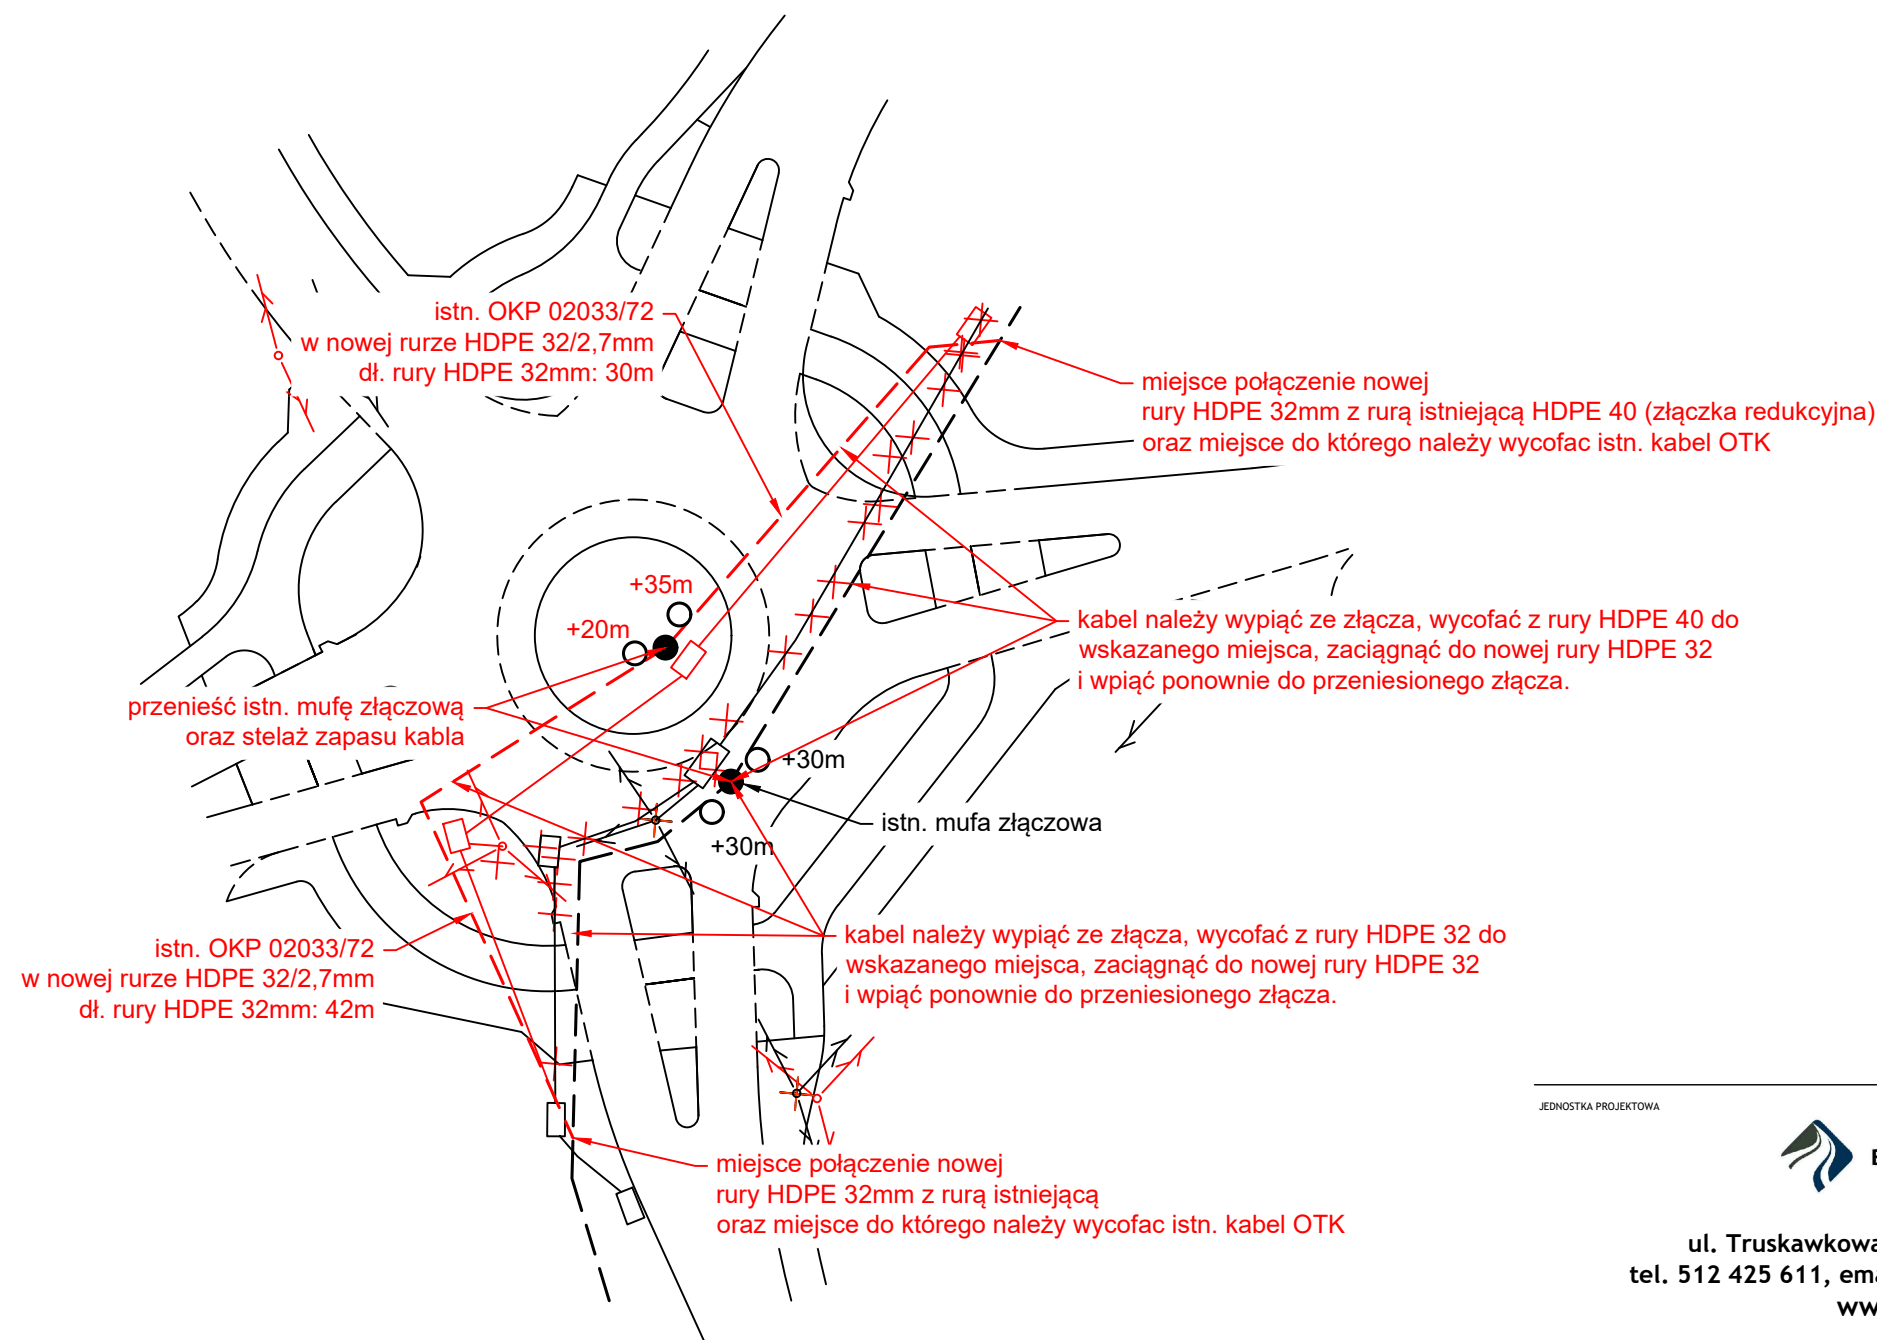 istn. OKP 02033/72
w nowej rurze HDPE 32/2,7mm
dł. rury HDPE 32mm: 30m
miejsce połączenie nowej
rury HDPE 32mm z rurą istniejącą HDPE 40 (złączka redukcyjna)
oraz miejsce do którego należy wycofac istn. kabel OTK
+35m
+20m
kabel należy wypiąć ze złącza, wycofać z rury HDPE 40 do
wskazanego miejsca, zaciągnąć do nowej rury HDPE 32
i wpiąć ponownie do przeniesionego złącza.
przenieść istn. mufę złączową
oraz stelaż zapasu kabla
+30m
istn. mufa złączowa
+30m
kabel należy wypiąć ze złącza, wycofać z rury HDPE 32 do
wskazanego miejsca, zaciągnąć do nowej rury HDPE 32
i wpiąć ponownie do przeniesionego złącza.
istn. OKP 02033/72
w nowej rurze HDPE 32/2,7mm
dł. rury HDPE 32mm: 42m
miejsce połączenie nowej
rury HDPE 32mm z rurą istniejącą
oraz miejsce do którego należy wycofac istn. kabel OTK
JEDNOSTKA PROJEKTOWA
ul. Truskawkowa
tel. 512 425 611, ema
ww